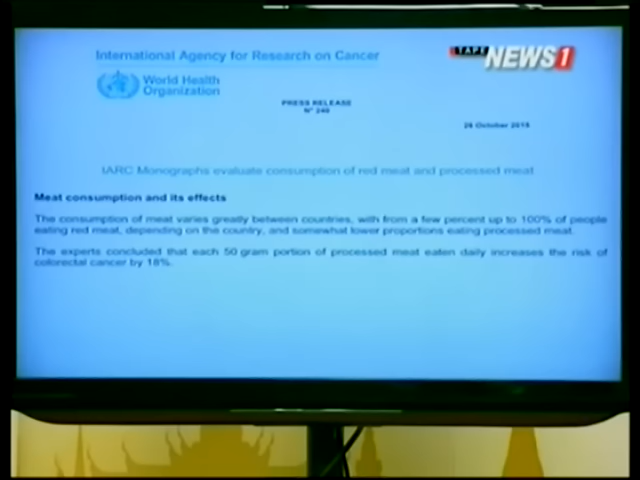 International Agency for Research on Cancer
TAPE NEWS1
World Health
Organization
PRESS RELEASE
N° 240
26 October 2015
IARC Monographs evaluate consumption of red meat and processed meat
Meat consumption and its effects
The consumption of meat varies greatly between countries, with from a few percent up to 100% of people
eating red meat, depending on the country, and somewhat lower proportions eating processed meat.
The experts concluded that each 50 gram portion of processed meat eaten daily increases the risk of
colorectal cancer by 18%.